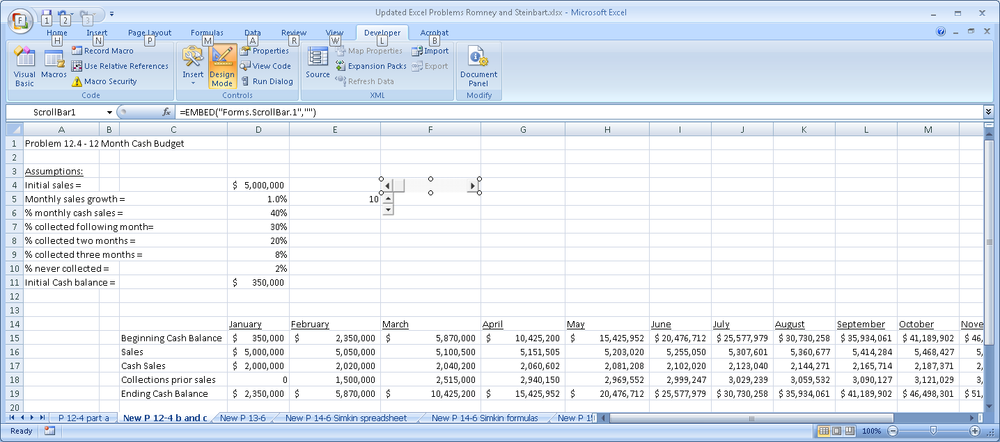 Updated Excel Problems Romney and Steinbart.xlsx - Microsoft Excel
F 1 2 3
Home Insert Page Layout Formulas Data Review View Developer Acrobat
H N P M A R W L B
Visual Basic
Macros
Record Macro
Use Relative References
Macro Security
Code
Insert
Design Mode
Properties
View Code
Run Dialog
Controls
Source
Map Properties
Expansion Packs
Refresh Data
Import
Export
XML
Document Panel
Modify
ScrollBar1 fx =EMBED("Forms.ScrollBar.1","")
A B C D E F G H I J K L M
1 Problem 12.4 - 12 Month Cash Budget
2
3 Assumptions:
4 Initial sales = $ 5,000,000
5 Monthly sales growth = 1.0% 10
6 % monthly cash sales = 40%
7 % collected following month= 30%
8 % collected two months = 20%
9 % collected three months = 8%
10 % never collected = 2%
11 Initial Cash balance = $ 350,000
12
13
14 January February March April May June July August September October Nove
15 Beginning Cash Balance $ 350,000 $ 2,350,000 $ 5,870,000 $ 10,425,200 $ 15,425,952 $ 20,476,712 $ 25,577,979 $ 30,730,258 $ 35,934,061 $ 41,189,902 $ 46,
16 Sales $ 5,000,000 5,050,000 5,100,500 5,151,505 5,203,020 5,255,050 5,307,601 5,360,677 5,414,284 5,468,427 5,
17 Cash Sales $ 2,000,000 2,020,000 2,040,200 2,060,602 2,081,208 2,102,020 2,123,040 2,144,271 2,165,714 2,187,371 2,
18 Collections prior sales 0 1,500,000 2,515,000 2,940,150 2,969,552 2,999,247 3,029,239 3,059,532 3,090,127 3,121,029 3,
19 Ending Cash Balance $ 2,350,000 $ 5,870,000 $ 10,425,200 $ 15,425,952 $ 20,476,712 $ 25,577,979 $ 30,730,258 $ 35,934,061 $ 41,189,902 $ 46,498,301 $ 51,
20
P 12-4 part a New P 12-4 b and c New P 13-6 New P 14-6 Simkin spreadsheet New P 14-6 Simkin formulas New P 15
Ready 100%